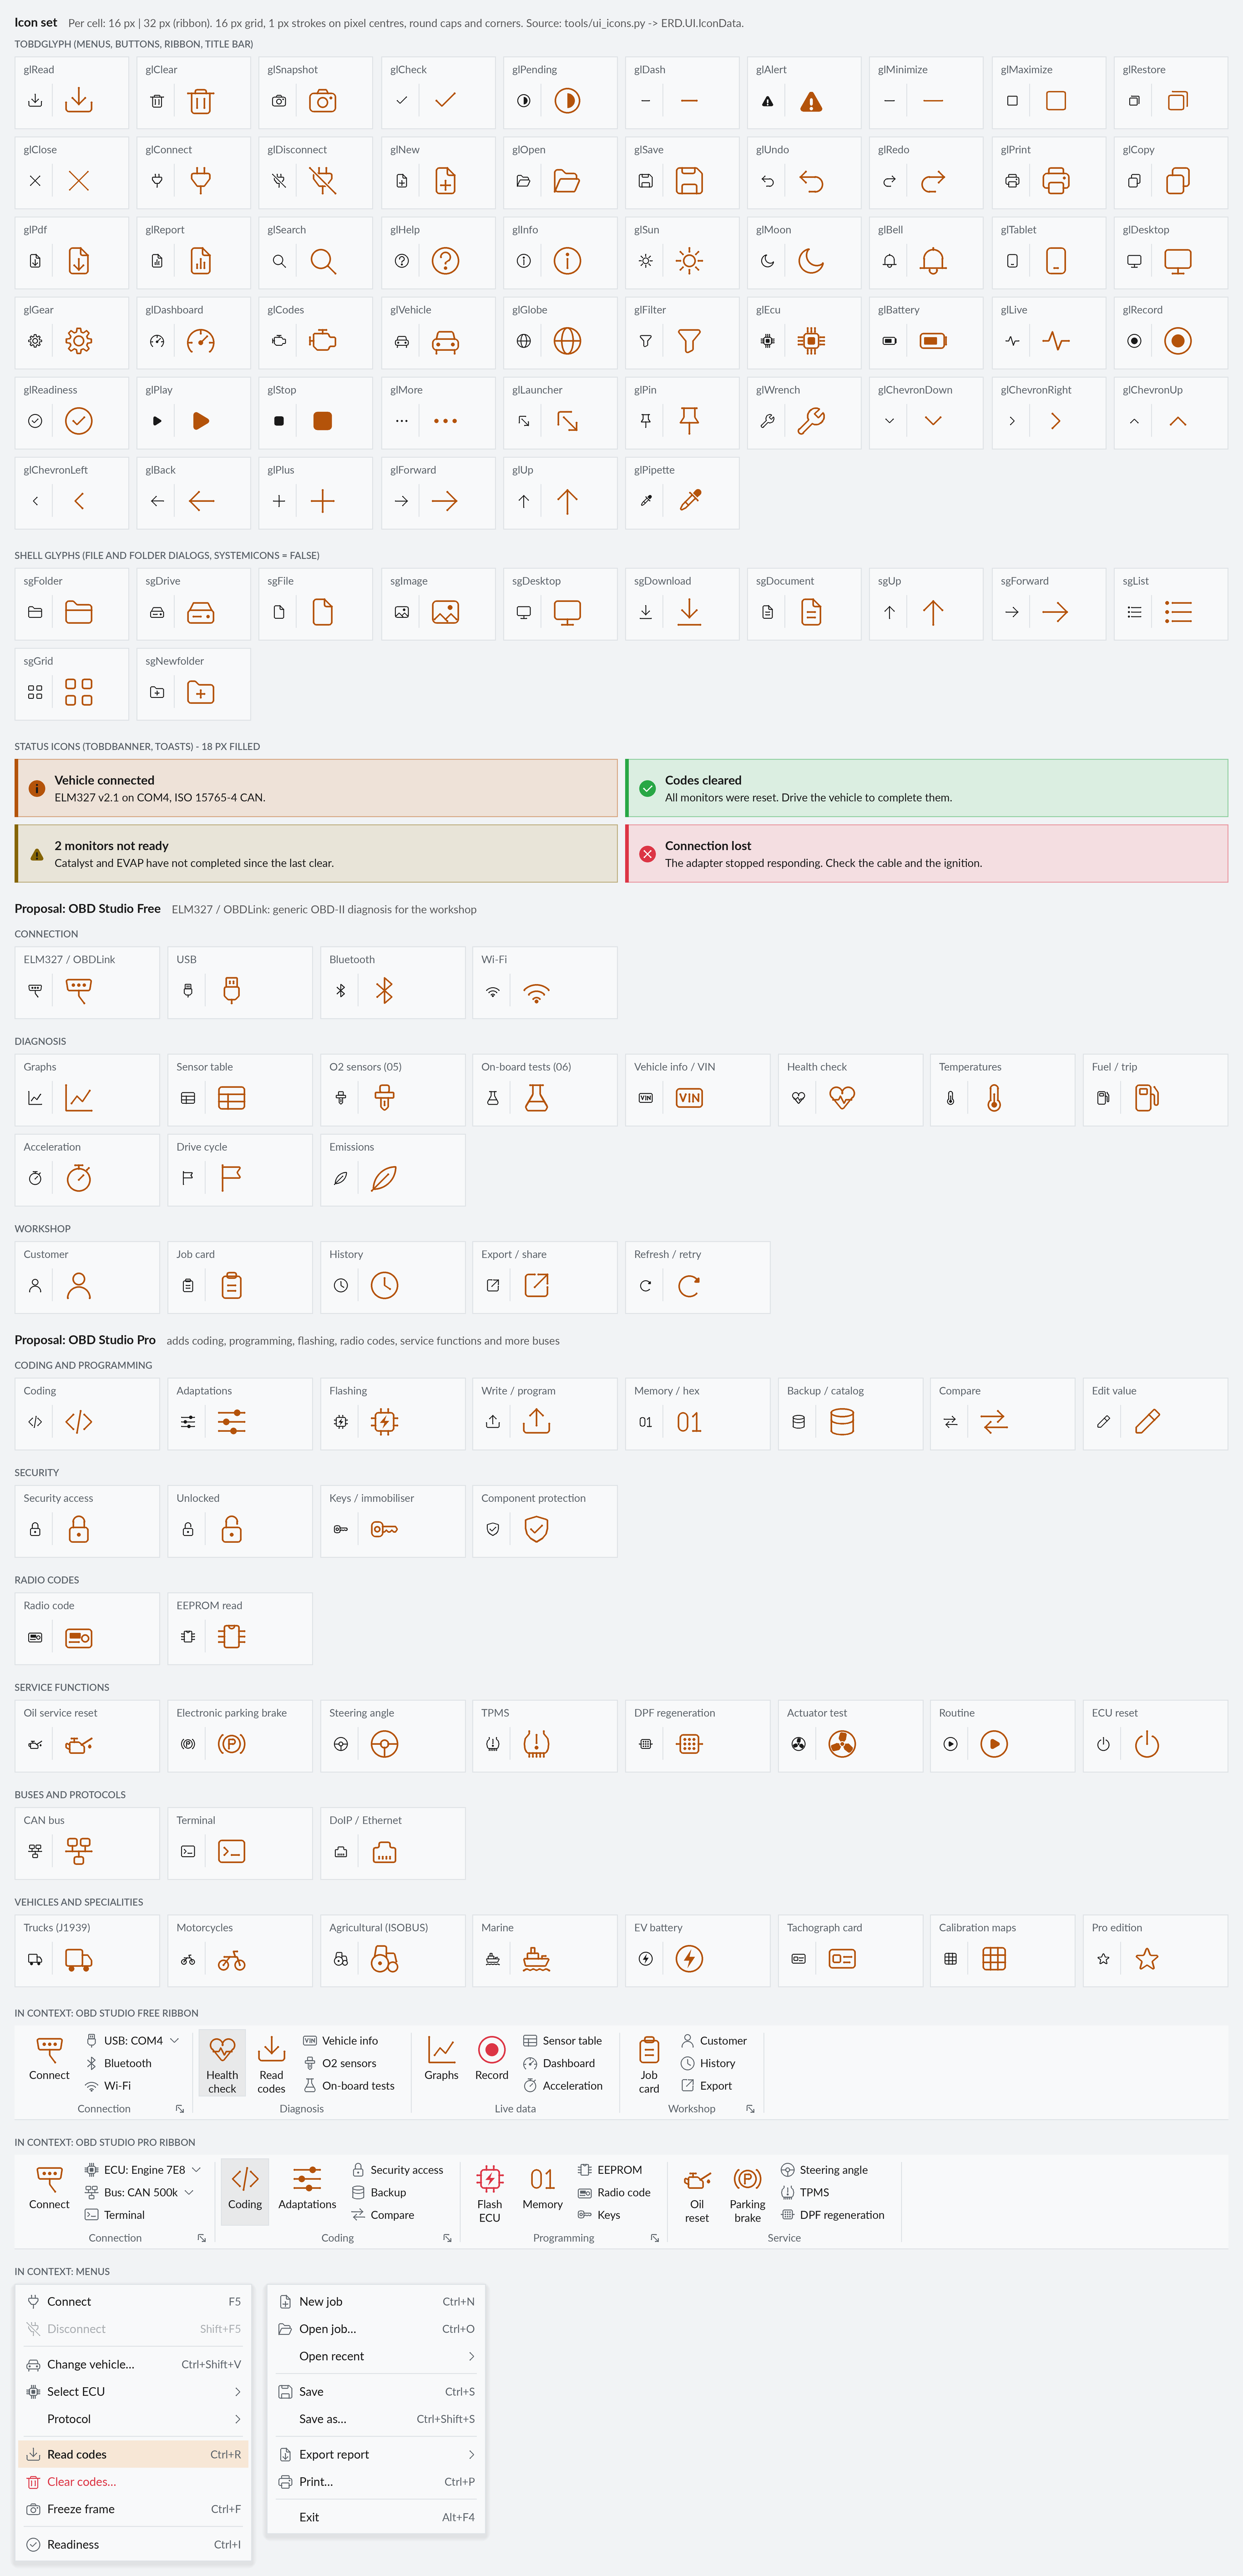 Icon set Per cell: 16 px | 32 px (ribbon). 16 px grid, 1 px strokes on pixel centres, round caps and corners. Source: tools/ui_icons.py -> ERD.UI.IconData.
TOBDGLYPH (MENUS, BUTTONS, RIBBON, TITLE BAR)
glRead glClear glSnapshot glCheck glPending glDash glAlert glMinimize glMaximize glRestore
glClose glConnect glDisconnect glNew glOpen glSave glUndo glRedo glPrint glCopy
glPdf glReport glSearch glHelp glInfo glSun glMoon glBell glTablet glDesktop
glGear glDashboard glCodes glVehicle glGlobe glFilter glEcu glBattery glLive glRecord
glReadiness glPlay glStop glMore glLauncher glPin glWrench glChevronDown glChevronRight glChevronUp
glChevronLeft glBack glPlus glForward glUp glPipette
SHELL GLYPHS (FILE AND FOLDER DIALOGS, SYSTEMICONS = FALSE)
sgFolder sgDrive sgFile sgImage sgDesktop sgDownload sgDocument sgUp sgForward sgList
sgGrid sgNewfolder
STATUS ICONS (TOBDBANNER, TOASTS) - 18 PX FILLED
Vehicle connected
ELM327 v2.1 on COM4, ISO 15765-4 CAN.
Codes cleared
All monitors were reset. Drive the vehicle to complete them.
2 monitors not ready
Catalyst and EVAP have not completed since the last clear.
Connection lost
The adapter stopped responding. Check the cable and the ignition.
Proposal: OBD Studio Free ELM327 / OBDLink: generic OBD-II diagnosis for the workshop
CONNECTION
ELM327 / OBDLink USB Bluetooth Wi-Fi
DIAGNOSIS
Graphs Sensor table O2 sensors (05) On-board tests (06) Vehicle info / VIN Health check Temperatures Fuel / trip
VIN VIN
Acceleration Drive cycle Emissions
WORKSHOP
Customer Job card History Export / share Refresh / retry
Proposal: OBD Studio Pro adds coding, programming, flashing, radio codes, service functions and more buses
CODING AND PROGRAMMING
Coding Adaptations Flashing Write / program Memory / hex Backup / catalog Compare Edit value
01 01
SECURITY
Security access Unlocked Keys / immobiliser Component protection
RADIO CODES
Radio code EEPROM read
SERVICE FUNCTIONS
Oil service reset Electronic parking brake Steering angle TPMS DPF regeneration Actuator test Routine ECU reset
BUSES AND PROTOCOLS
CAN bus Terminal DoIP / Ethernet
VEHICLES AND SPECIALITIES
Trucks (J1939) Motorcycles Agricultural (ISOBUS) Marine EV battery Tachograph card Calibration maps Pro edition
IN CONTEXT: OBD STUDIO FREE RIBBON
Connect
USB: COM4
Bluetooth
Wi-Fi
Connection
Health check
Read codes
VIN Vehicle info
O2 sensors
On-board tests
Diagnosis
Graphs
Record
Sensor table
Dashboard
Acceleration
Live data
Job card
Customer
History
Export
Workshop
IN CONTEXT: OBD STUDIO PRO RIBBON
Connect
ECU: Engine 7E8
Bus: CAN 500k
Terminal
Connection
Coding
Adaptations
Security access
Backup
Compare
Coding
Flash ECU
01 Memory
EEPROM
Radio code
Keys
Programming
Oil reset
Parking brake
Steering angle
TPMS
DPF regeneration
Service
IN CONTEXT: MENUS
Connect F5
Disconnect Shift+F5
Change vehicle... Ctrl+Shift+V
Select ECU
Protocol
Read codes Ctrl+R
Clear codes...
Freeze frame Ctrl+F
Readiness Ctrl+I
New job Ctrl+N
Open job... Ctrl+O
Open recent
Save Ctrl+S
Save as... Ctrl+Shift+S
Export report
Print... Ctrl+P
Exit Alt+F4